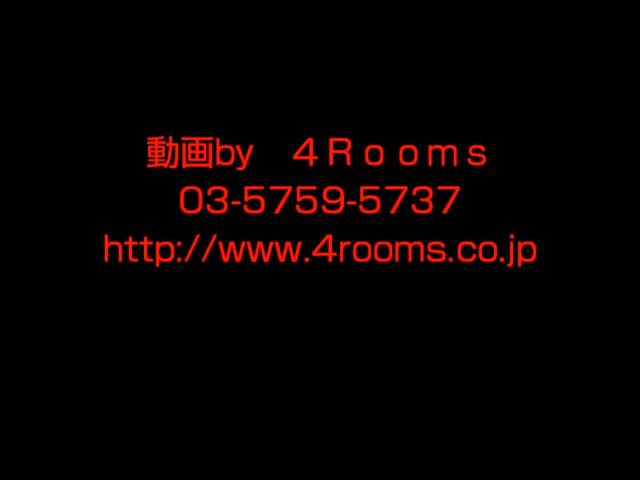 動画by　４Ｒｏｏｍｓ
03-5759-5737
http://www.4rooms.co.jp